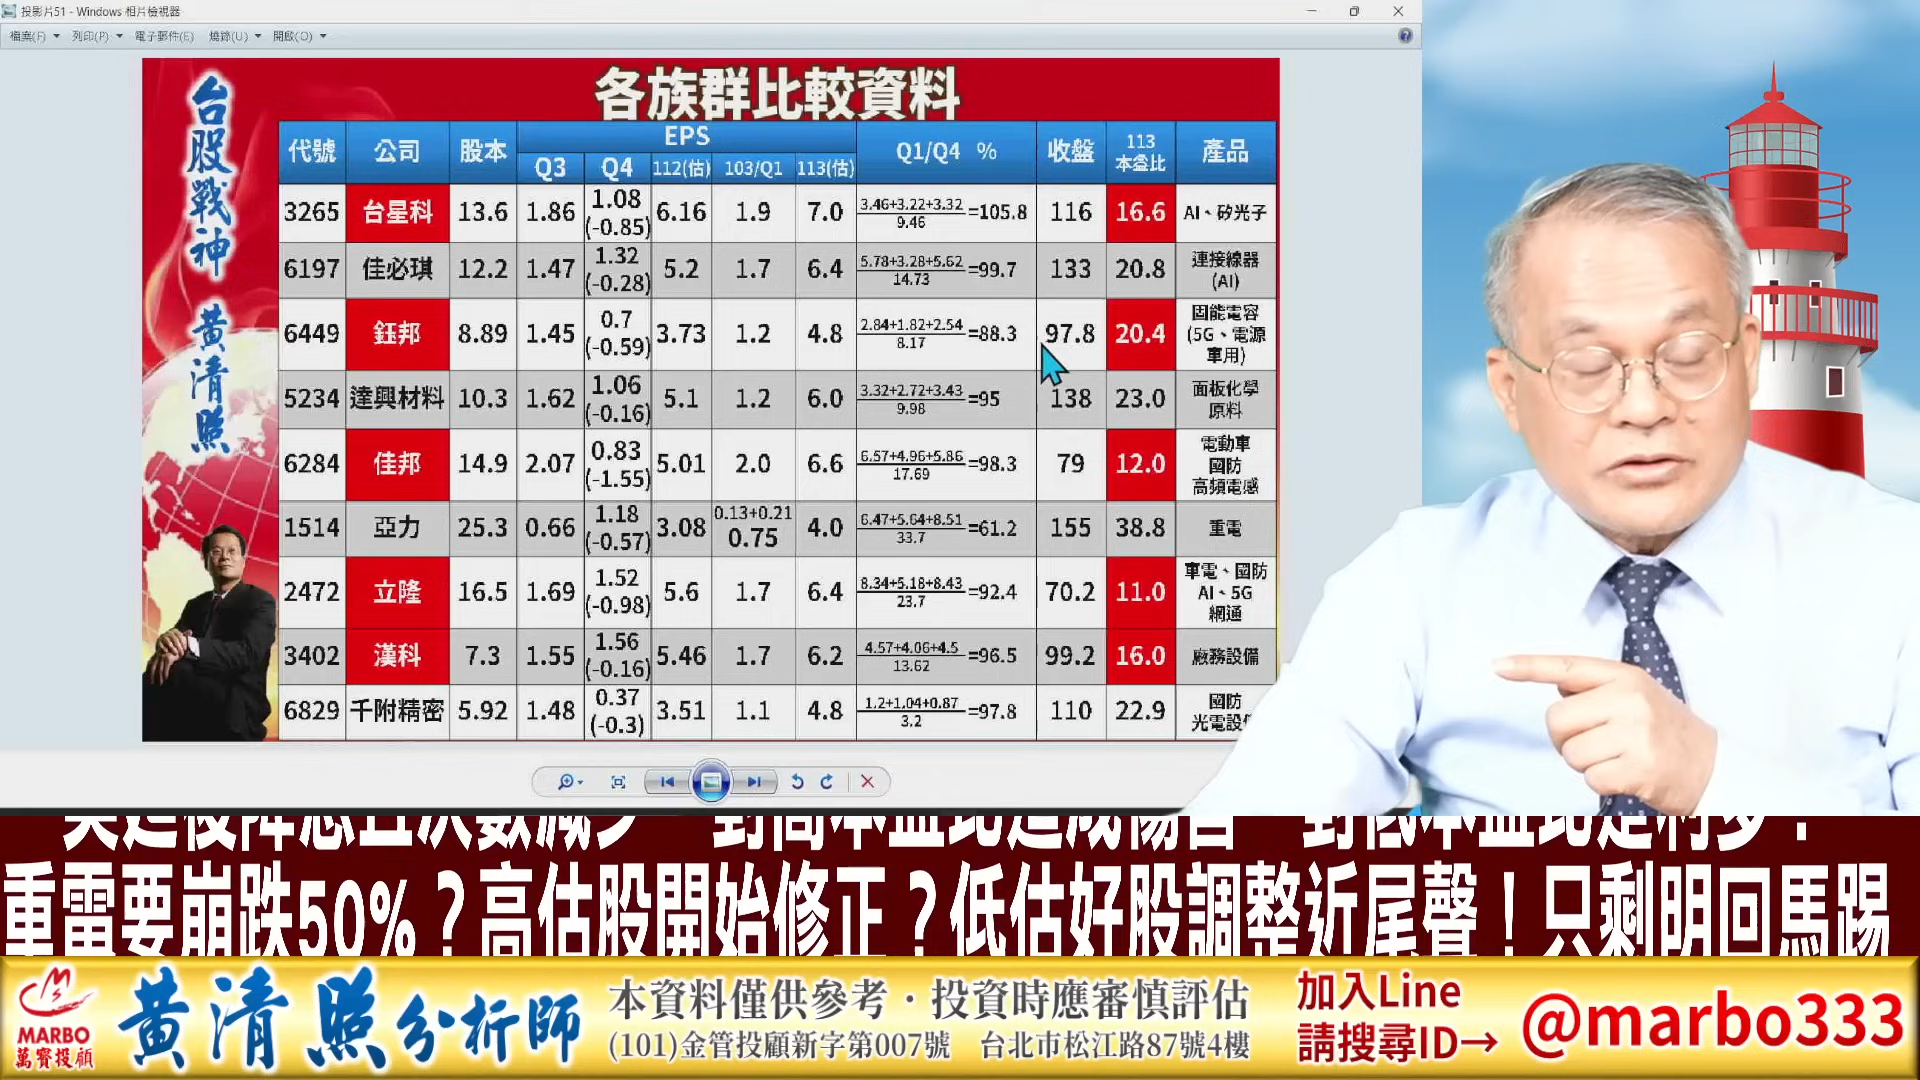 投影片51 - Windows 相片檢視器
檔案(F) 列印(P) 電子郵件(E) 燒錄(U) 開啟(O)
台股戰神 黃清照
各族群比較資料
代號 公司 股本 EPS Q1/Q4 % 收盤 113本益比 產品
Q3 Q4 112(估) 103/Q1 113(估)
3265 台星科 13.6 1.86 1.08 (-0.85) 6.16 1.9 7.0 3.46+3.22+3.32 / 9.46 =105.8 116 16.6 AI、矽光子
6197 佳必琪 12.2 1.47 1.32 (-0.28) 5.2 1.7 6.4 5.78+3.28+5.62 / 14.73 =99.7 133 20.8 連接線器 (AI)
6449 鈺邦 8.89 1.45 0.7 (-0.59) 3.73 1.2 4.8 2.84+1.82+2.54 / 8.17 =88.3 97.8 20.4 固能電容 (5G、電源 車用)
5234 達興材料 10.3 1.62 1.06 (-0.16) 5.1 1.2 6.0 3.32+2.72+3.43 / 9.98 =95 138 23.0 面板化學 原料
6284 佳邦 14.9 2.07 0.83 (-1.55) 5.01 2.0 6.6 6.57+4.96+5.86 / 17.69 =98.3 79 12.0 電動車 國防 高頻電感
1514 亞力 25.3 0.66 1.18 (-0.57) 3.08 0.13+0.21 0.75 4.0 6.47+5.64+8.51 / 33.7 =61.2 155 38.8 重電
2472 立隆 16.5 1.69 1.52 (-0.98) 5.6 1.7 6.4 8.34+5.18+8.43 / 23.7 =92.4 70.2 11.0 車電、國防 AI、5G 網通
3402 漢科 7.3 1.55 1.56 (-0.16) 5.46 1.7 6.2 4.57+4.06+4.5 / 13.62 =96.5 99.2 16.0 廠務設備
6829 千附精密 5.92 1.48 0.37 (-0.3) 3.51 1.1 4.8 1.2+1.04+0.87 / 3.2 =97.8 110 22.9 國防 光電設
重電要崩跌50%？高估股開始修正？低估好股調整近尾聲！只剩明回馬踢
MARBO
萬寶投顧
黃清照分析師
本資料僅供參考・投資時應審慎評估
(101)金管投顧新字第007號 台北市松江路87號4樓
加入Line
請搜尋ID→
@marbo333